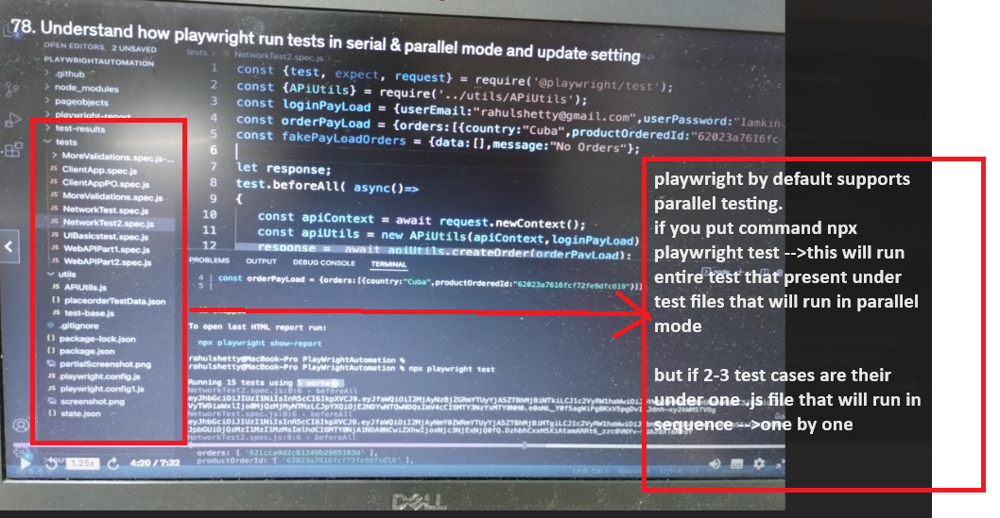 78. Understand how playwright run tests in serial & parallel mode and update setting
OPEN EDITORS 2 UNSAVED
PLAYWRIGHTAUTOMATION
.github
node_modules
pageobjects
playwright-report
test-results
tests
MoreValidations.spec.js-...
ClientApp.spec.js
ClientAppPO.spec.js
MoreValidations.spec.js
NetworkTest.spec.js
NetworkTest2.spec.js
UIBasicstest.spec.js
WebAPIPart1.spec.js
WebAPIPart2.spec.js
utils
APIUtils.js
placeorderTestData.json
test-base.js
.gitignore
package-lock.json
package.json
partialScreenshot.png
playwright.config.js
playwright.config1.js
screenshot.png
state.json
tests > JS NetworkTest2.spec.js > ...
1 const {test, expect, request} = require('@playwright/test');
2 const {APiUtils} = require('../utils/APiUtils');
3 const loginPayLoad = {userEmail:"rahulshetty@gmail.com",userPassword:"Iamkin
4 const orderPayLoad = {orders:[{country:"Cuba",productOrderedId:"62023a7616fc
5 const fakePayLoadOrders = {data:[],message:"No Orders"};
6
7 let response;
8 test.beforeAll( async()=>
9 {
10 const apiContext = await request.newContext();
11 const apiUtils = new APiUtils(apiContext,loginPayLoad)
12 response = await apiUtils.createOrder(orderPayLoad);
PROBLEMS OUTPUT DEBUG CONSOLE TERMINAL
4 | const orderPayLoad = {orders:[{country:"Cuba",productOrderedId:"62023a7616fcf72fe9dfc619"}]}
5 |
To open last HTML report run:
npx playwright show-report
rahulshetty@MacBook-Pro PlayWrightAutomation %
rahulshetty@MacBook-Pro PlayWrightAutomation % npx playwright test
Running 15 tests using 5 workers
NetworkTest2.spec.js:8:6 › beforeAll
NetworkTest.spec.js:8:6 › beforeAll
NetworkTest2.spec.js:8:6 › beforeAll
orders: [ '621cca9d2c81249b2965103d' ],
productOrderId: [ '62023a7616fcf72fe9dfc619' ],
1.25x
4:20 / 7:32
DELL
playwright by default supports
parallel testing.
if you put command npx
playwright test -->this will run
entire test that present under
test files that will run in parallel
mode
but if 2-3 test cases are their
under one .js file that will run in
sequence -->one by one